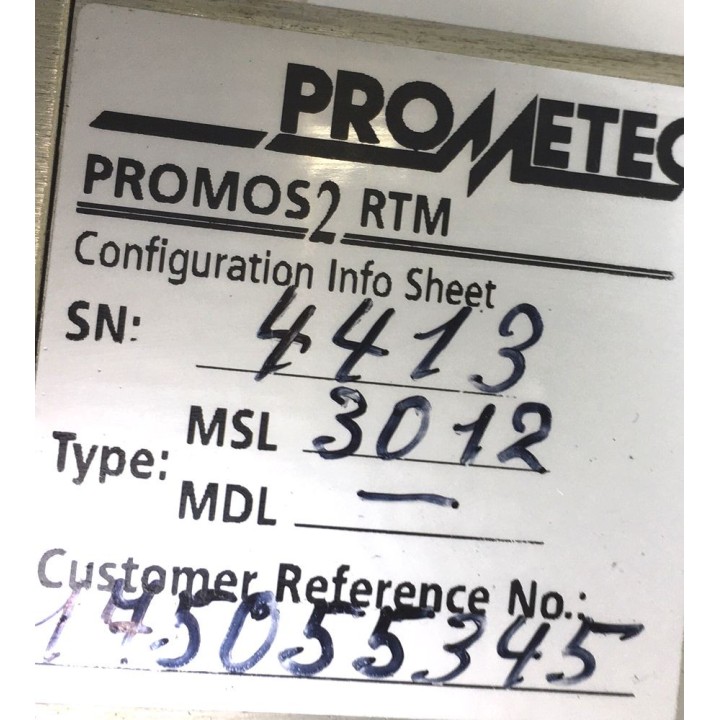 PROMETEC
PROMOS2 RTM
Configuration Info Sheet
SN: 4413
Type: MSL 3012
MDL —
Customer Reference No.:
145055345